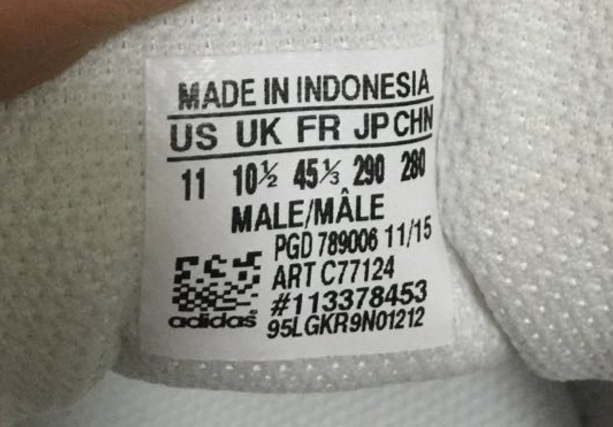 MADE IN INDONESIA
US UK FR JP CHN
11 10½ 45⅓ 290 280
MALE/MÂLE
PGD 789006 11/15
ART C77124
#113378453
adidas® 95LGKR9N01212